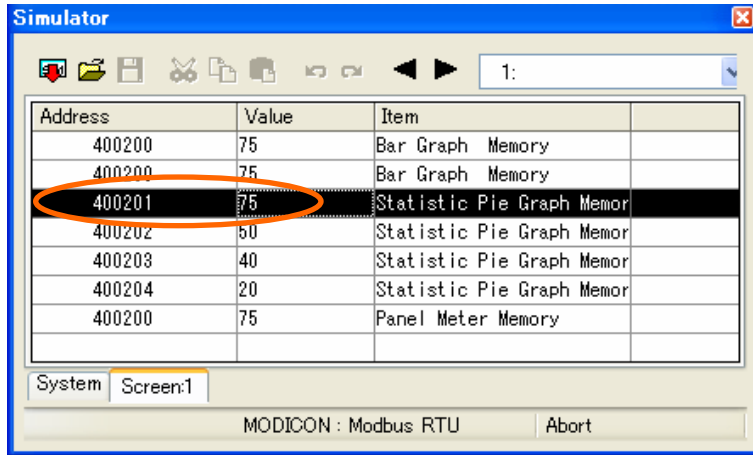 Simulator
1:
Address Value Item
400200 75 Bar Graph Memory
400200 75 Bar Graph Memory
400201 75 Statistic Pie Graph Memor
400202 50 Statistic Pie Graph Memor
400203 40 Statistic Pie Graph Memor
400204 20 Statistic Pie Graph Memor
400200 75 Panel Meter Memory
System Screen:1
MODICON : Modbus RTU Abort